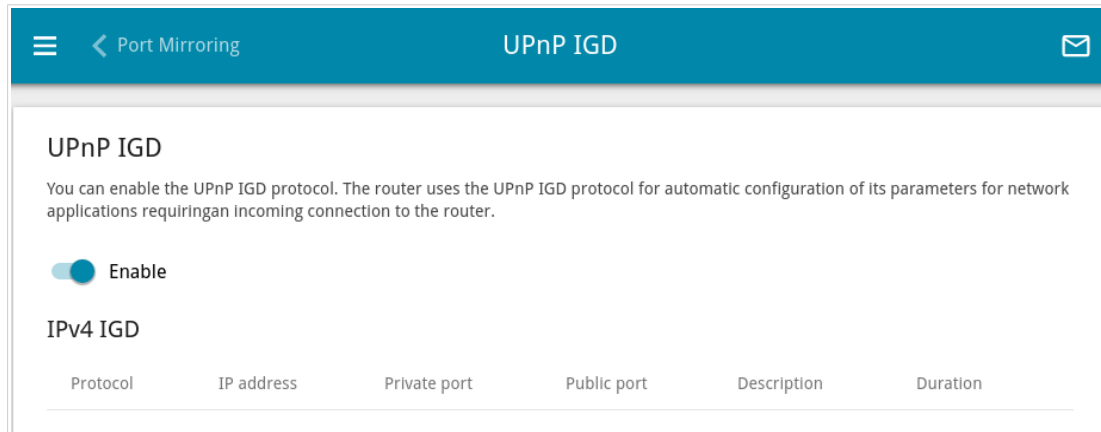 Port Mirroring UPnP IGD
UPnP IGD
You can enable the UPnP IGD protocol. The router uses the UPnP IGD protocol for automatic configuration of its parameters for network
applications requiringan incoming connection to the router.
Enable
IPv4 IGD
Protocol IP address Private port Public port Description Duration